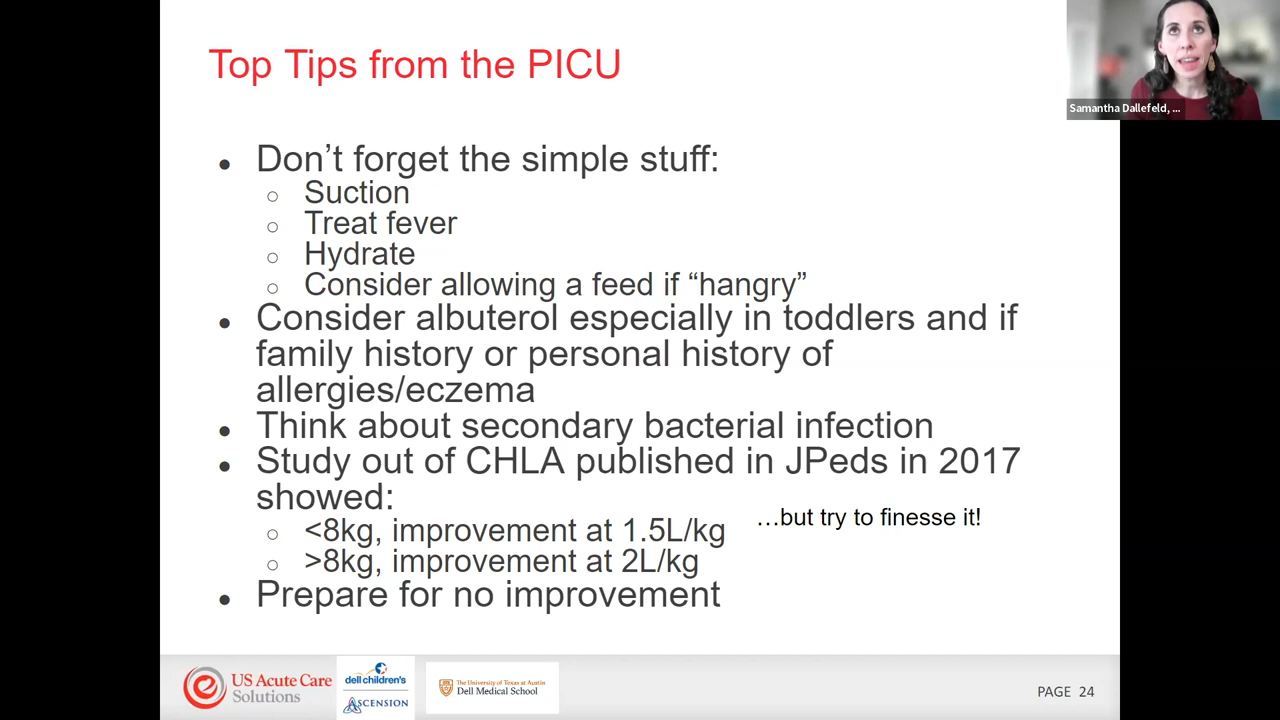 Top Tips from the PICU
Samantha Dallefeld, ...
● Don’t forget the simple stuff:
○ Suction
○ Treat fever
○ Hydrate
○ Consider allowing a feed if “hangry”
● Consider albuterol especially in toddlers and if
family history or personal history of
allergies/eczema
● Think about secondary bacterial infection
● Study out of CHLA published in JPeds in 2017
showed:
○ <8kg, improvement at 1.5L/kg
…but try to finesse it!
○ >8kg, improvement at 2L/kg
● Prepare for no improvement
US Acute Care
Solutions
dell children's
ASCENSION
The University of Texas at Austin
Dell Medical School
PAGE 24